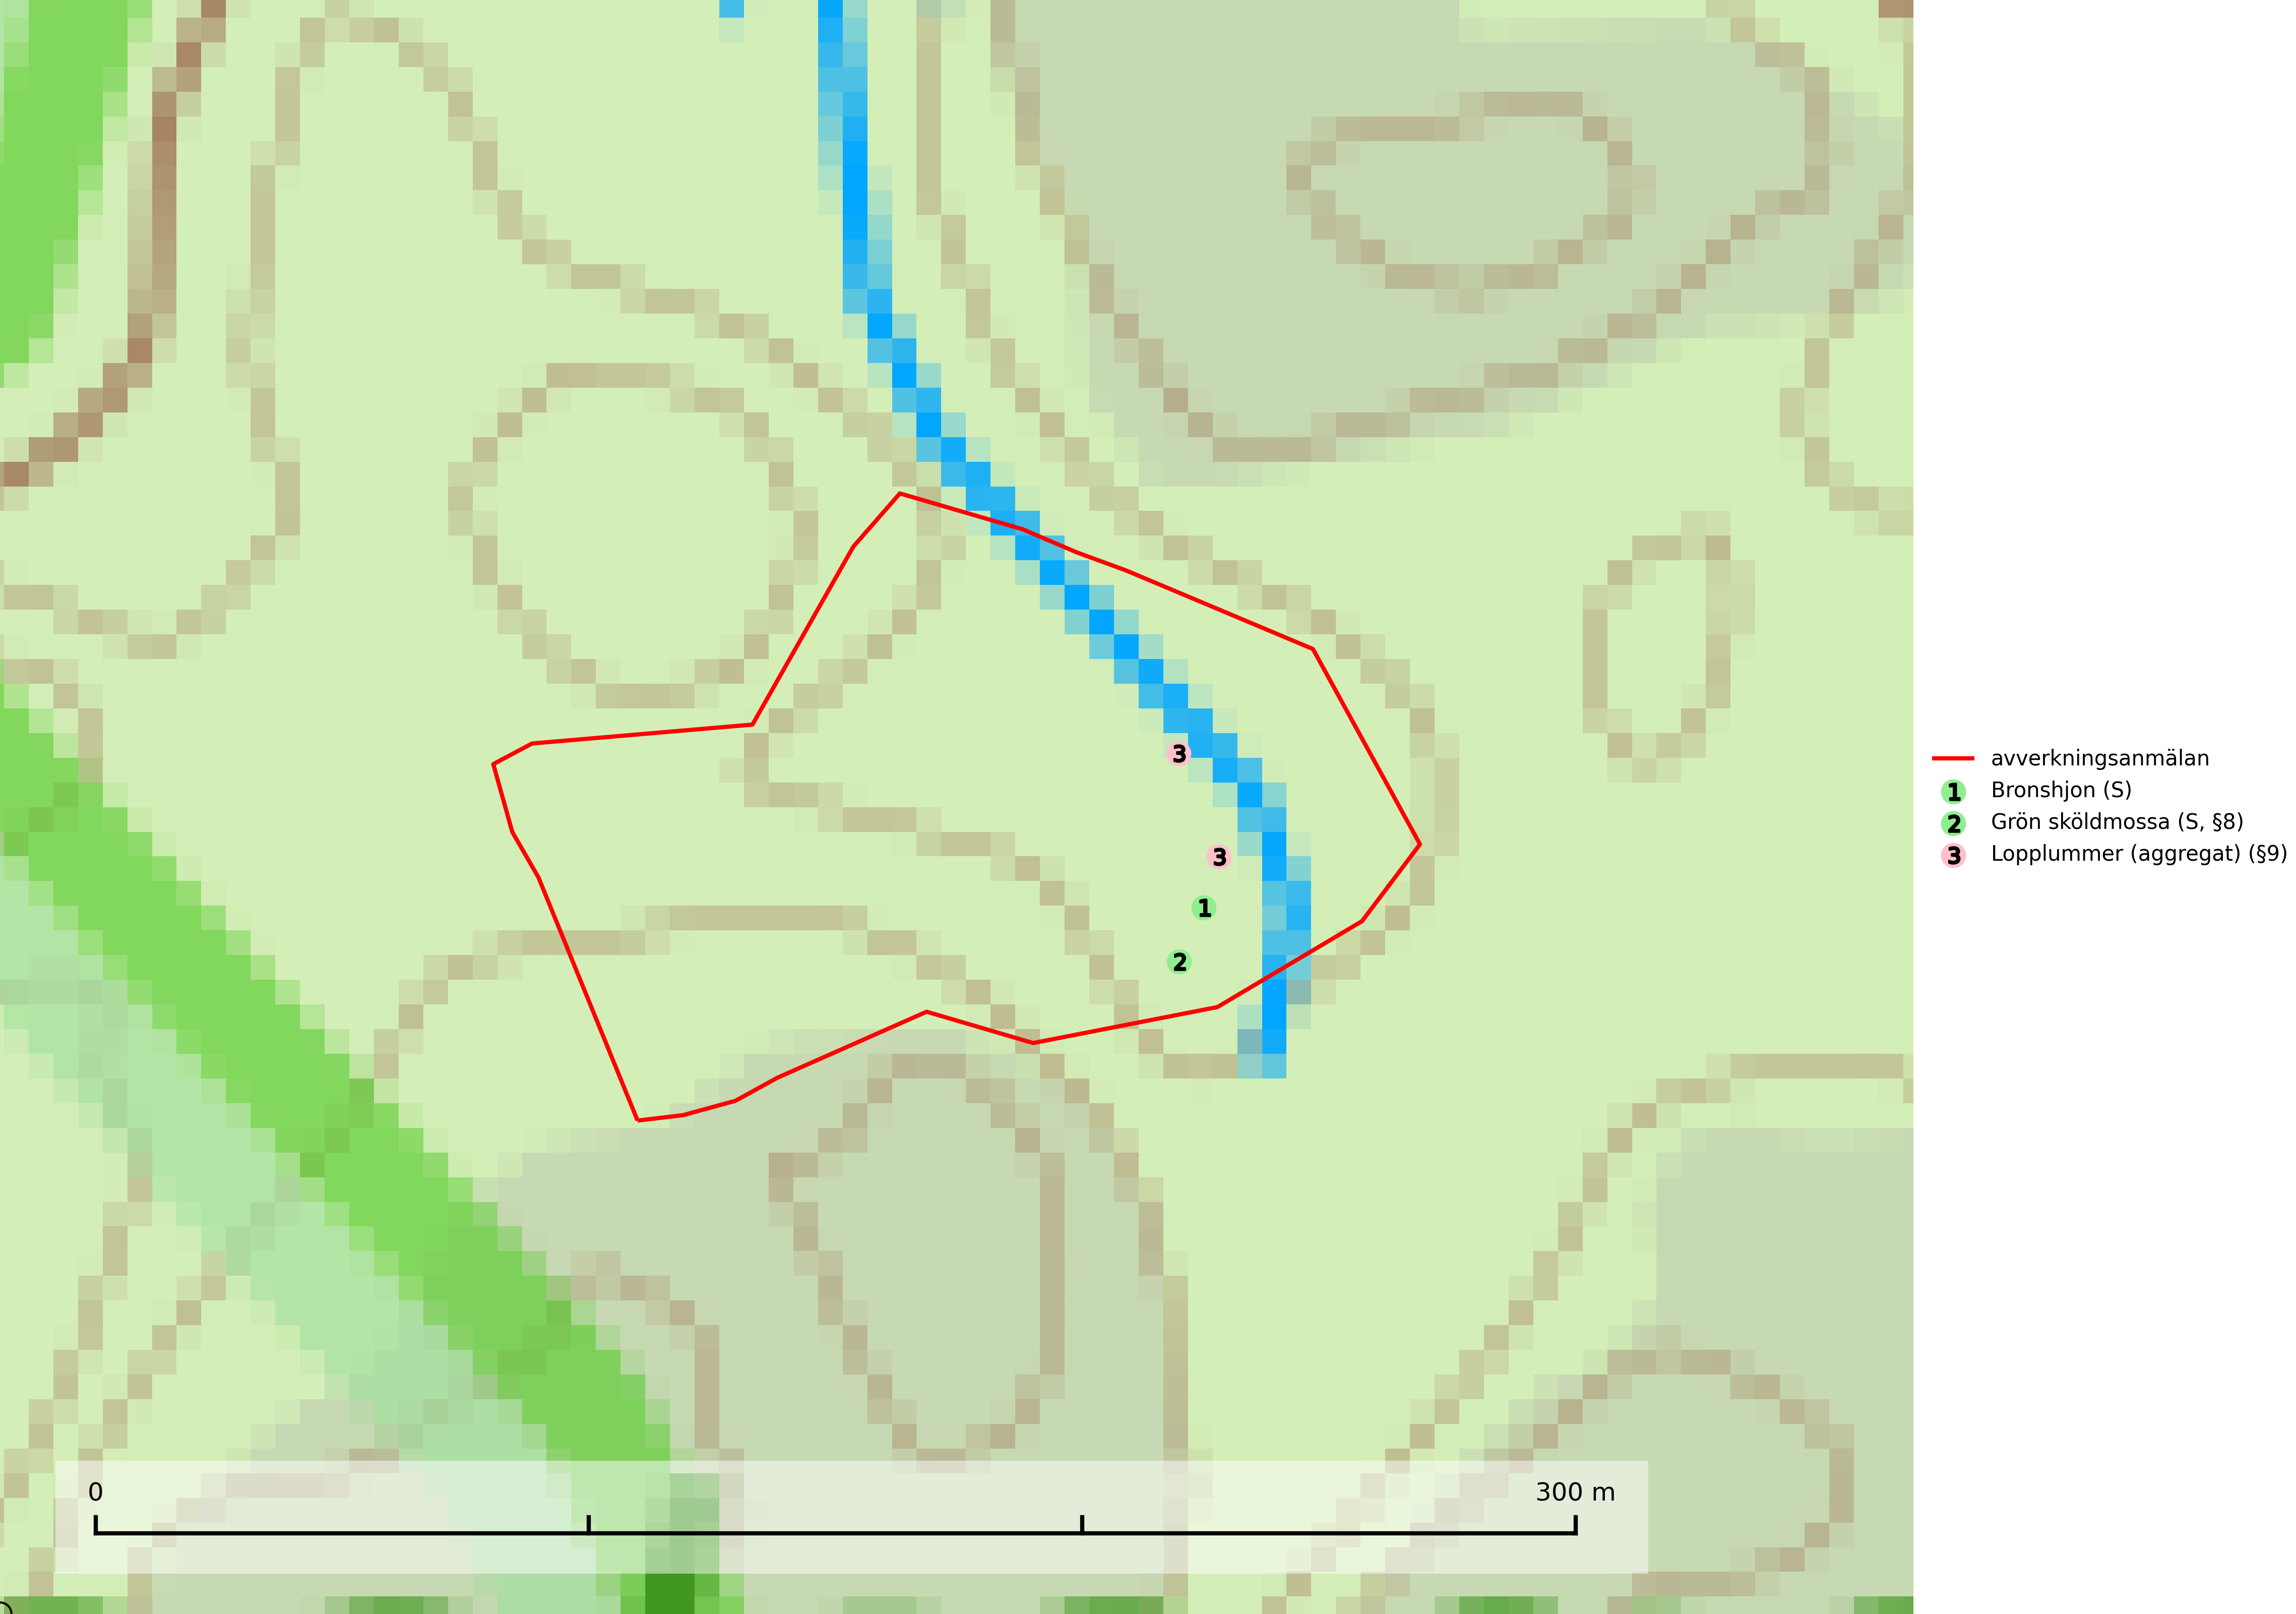 3
3
1
2
avverkningsanmälan
1 Bronshjon (S)
2 Grön sköldmossa (S, §8)
3 Lopplummer (aggregat) (§9)
0 300 m